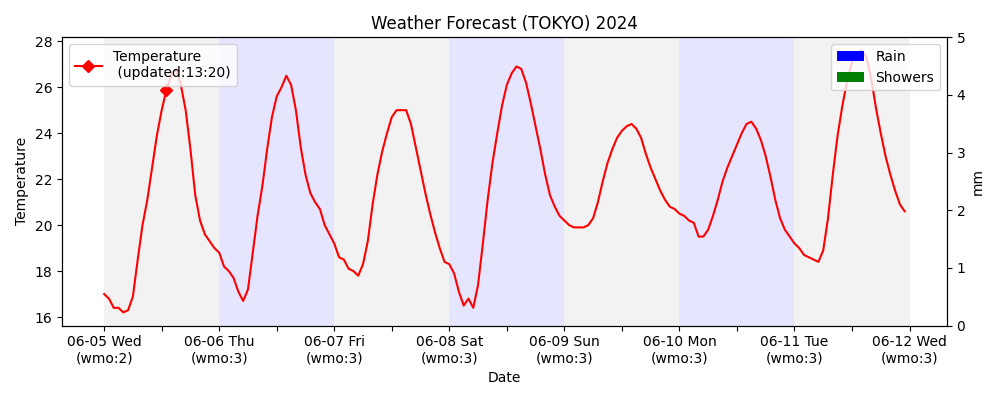 Weather Forecast (TOKYO) 2024
Temperature
(updated:13:20)
Rain
Showers
28
26
24
22
20
18
16
Temperature
5
4
3
2
1
0
mm
06-05 Wed
(wmo:2)
06-06 Thu
(wmo:3)
06-07 Fri
(wmo:3)
06-08 Sat
(wmo:3)
06-09 Sun
(wmo:3)
06-10 Mon
(wmo:3)
06-11 Tue
(wmo:3)
06-12 Wed
(wmo:3)
Date